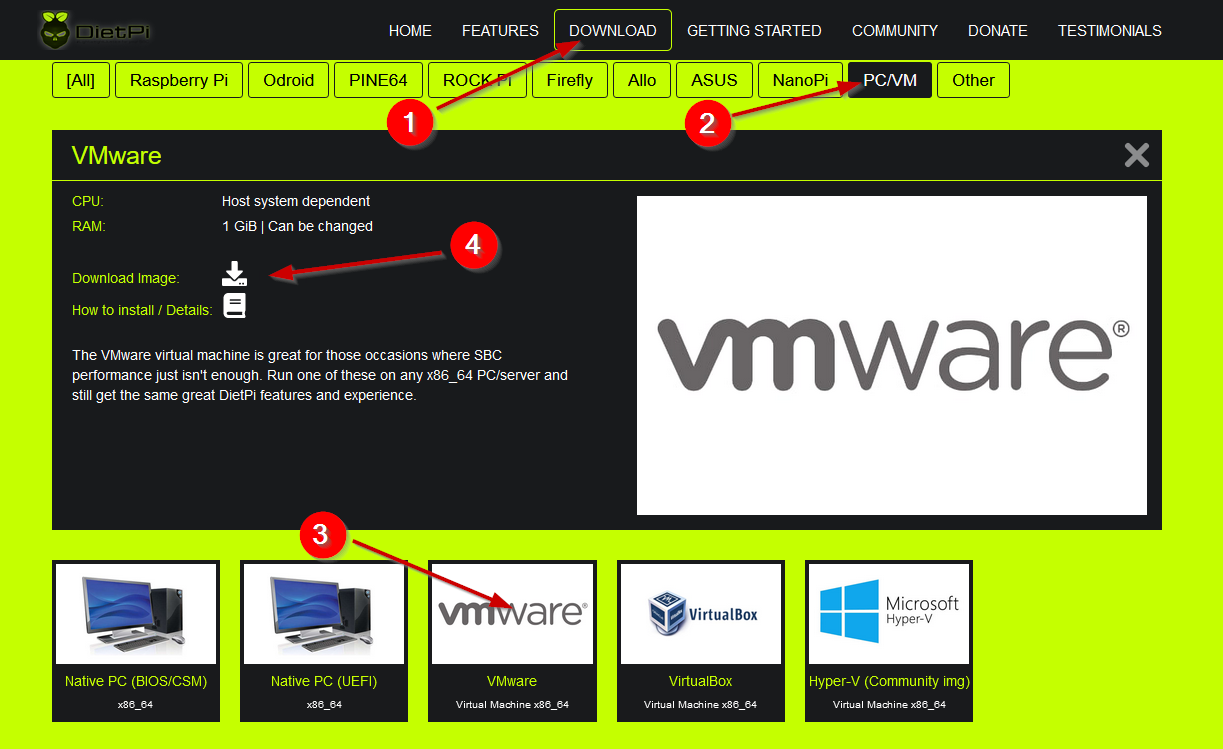 DietPi
HOME FEATURES DOWNLOAD GETTING STARTED COMMUNITY DONATE TESTIMONIALS
[All] Raspberry Pi Odroid PINE64 ROCK Pi Firefly Allo ASUS NanoPi PC/VM Other
1
2
VMware
CPU: Host system dependent
RAM: 1 GiB | Can be changed
4
Download Image:
How to install / Details:
The VMware virtual machine is great for those occasions where SBC
performance just isn't enough. Run one of these on any x86_64 PC/server and
still get the same great DietPi features and experience.
vmware®
3
vmware®
VirtualBox
Microsoft
Hyper-V
Native PC (BIOS/CSM) Native PC (UEFI) VMware VirtualBox Hyper-V (Community img)
x86_64 x86_64 Virtual Machine x86_64 Virtual Machine x86_64 Virtual Machine x86_64